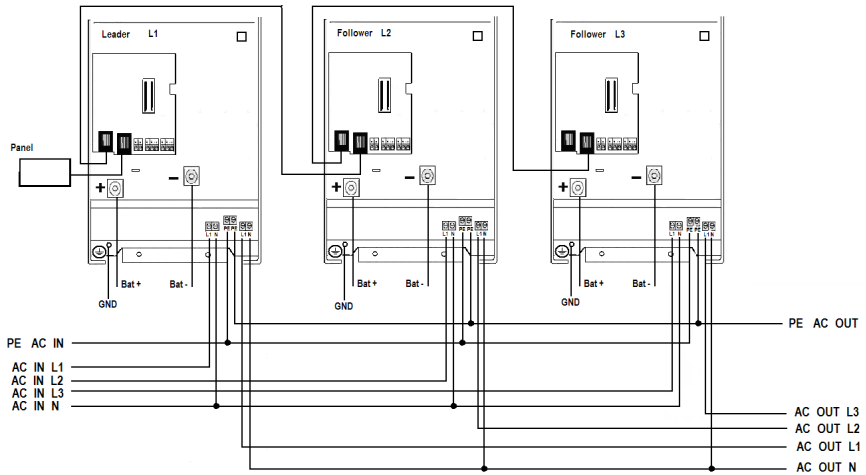 Leader L1
Follower L2
Follower L3
Panel
+ −
+ −
+ −
L1 N PE PE L1 N
L1 N PE PE L1 N
L1 N PE PE L1 N
Bat + Bat -
Bat + Bat -
Bat + Bat -
GND
GND
GND
PE AC OUT
PE AC IN
AC IN L1
AC IN L2
AC IN L3
AC IN N
AC OUT L3
AC OUT L2
AC OUT L1
AC OUT N